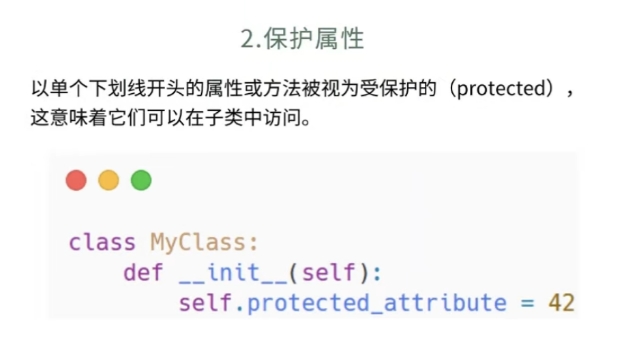 2.保护属性
以单个下划线开头的属性或方法被视为受保护的（protected），
这意味着它们可以在子类中访问。
class MyClass:
    def __init__(self):
        self.protected_attribute = 42